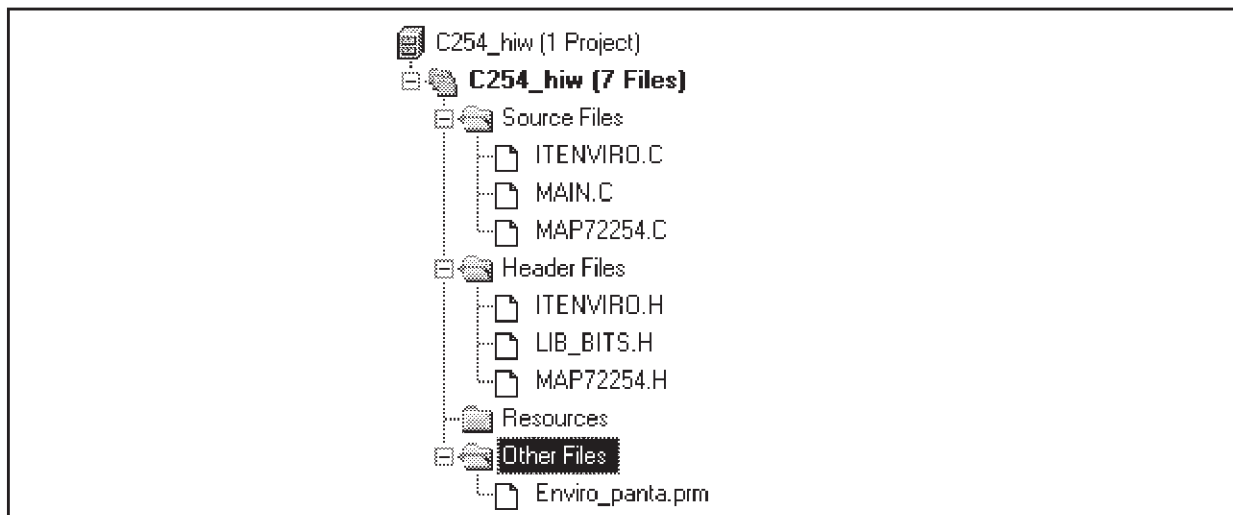 C254_hiw (1 Project)
C254_hiw (7 Files)
Source Files
ITENVIRO.C
MAIN.C
MAP72254.C
Header Files
ITENVIRO.H
LIB_BITS.H
MAP72254.H
Resources
Other Files
Enviro_panta.prm